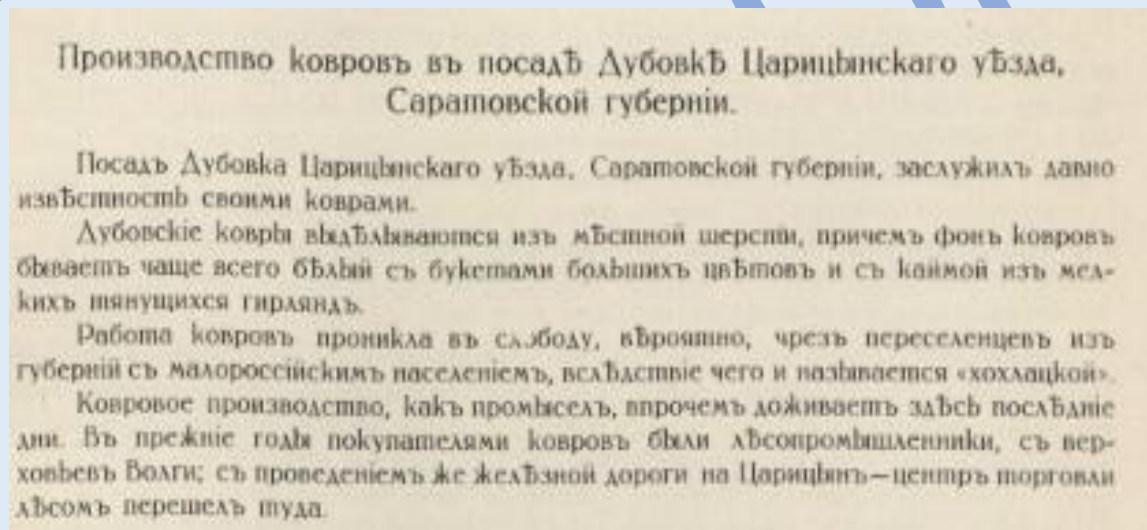 Производство ковровъ въ посадѣ Дубовкѣ Царицынскаго уѣзда,
Саратовской губерніи.
Посадъ Дубовка Царицынскаго уѣзда, Саратовской губерніи, заслужилъ давно
извѣстность своими коврами.
Дубовскіе ковры выдѣлываются изъ мѣстной шерсти, причемъ фонъ ковровъ
бываетъ чаще всего бѣлый съ букетами большихъ цвѣтовъ и съ каймой изъ мел-
кихъ тянущихся гирляндъ.
Работа ковровъ проникла въ слободу, вѣроятно, чрезъ переселенцевъ изъ
губерній съ малороссійскимъ населеніемъ, вслѣдствіе чего и называется «хохлацкой».
Ковровое производство, какъ промыселъ, впрочемъ доживаетъ здѣсь послѣдніе
дни. Въ прежніе годы покупателями ковровъ были лѣсопромышленники, съ вер-
ховьевъ Волги; съ проведеніемъ же желѣзной дороги на Царицынъ—центръ торговли
лѣсомъ перешелъ туда.